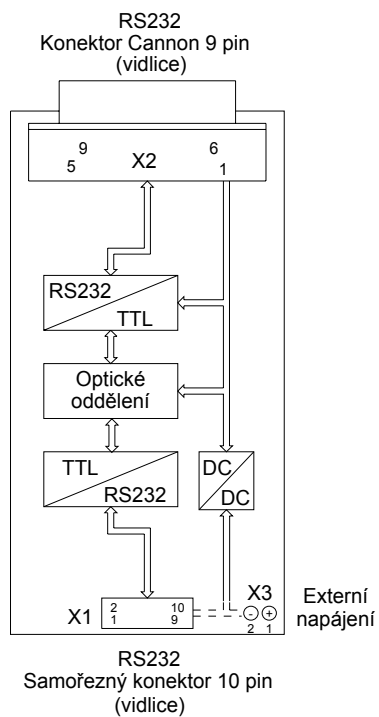 RS232
Konektor Cannon 9 pin
(vidlice)
9 6
5 X2 1
RS232
TTL
Optické
oddělení
TTL
RS232
DC
DC
X3
2 10
X1 1 9
- +
2 1
Externí
napájení
RS232
Samořezný konektor 10 pin
(vidlice)